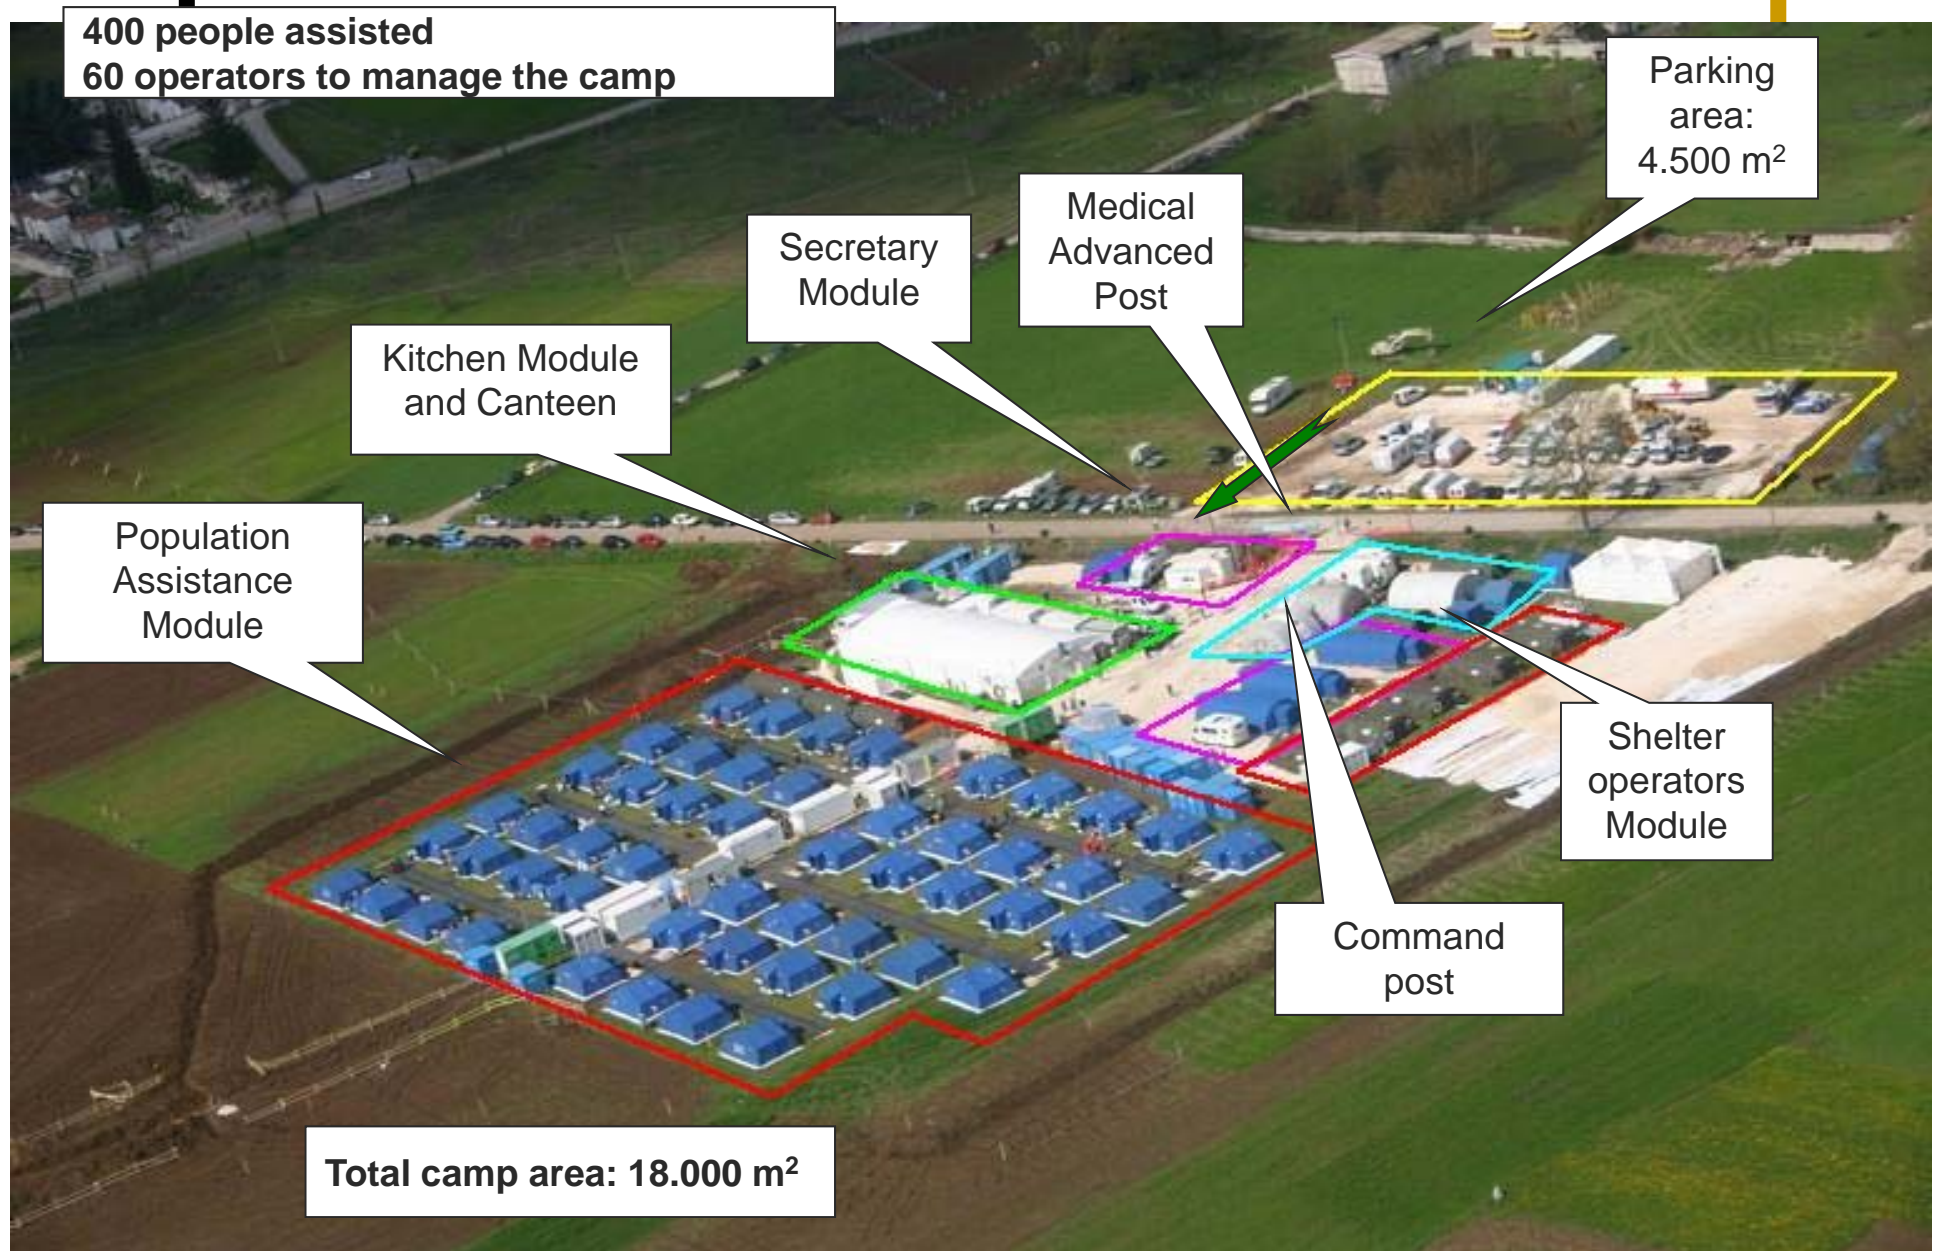 400 people assisted
60 operators to manage the camp
Parking
area:
4.500 m²
Medical
Advanced
Post
Secretary
Module
Kitchen Module
and Canteen
Population
Assistance
Module
Shelter
operators
Module
Command
post
Total camp area: 18.000 m²